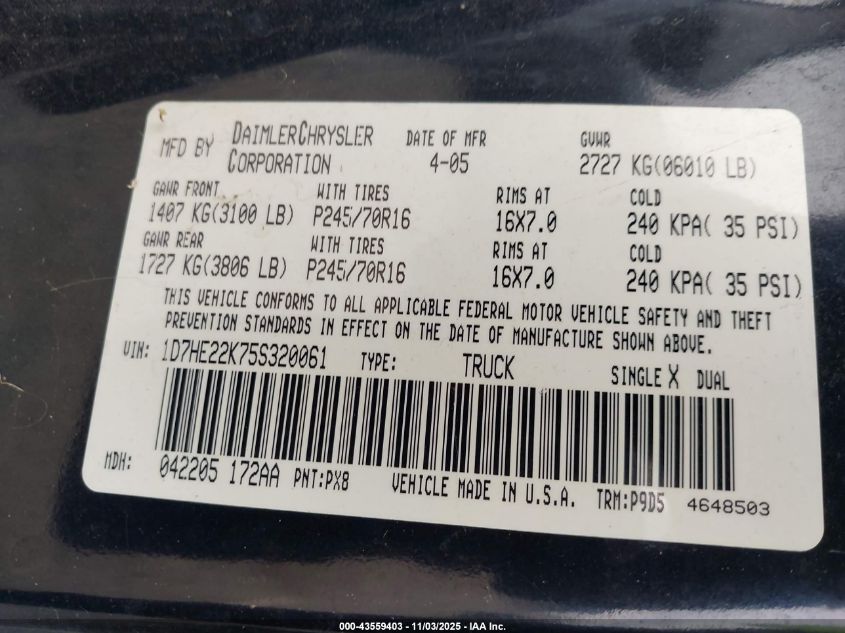 MFD BY DAIMLERCHRYSLER CORPORATION DATE OF MFR 4-05 GVWR 2727 KG(06010 LB)
GAWR FRONT WITH TIRES RIMS AT COLD
1407 KG(3100 LB) P245/70R16 16X7.0 240 KPA( 35 PSI)
GAWR REAR WITH TIRES RIMS AT COLD
1727 KG(3806 LB) P245/70R16 16X7.0 240 KPA( 35 PSI)
THIS VEHICLE CONFORMS TO ALL APPLICABLE FEDERAL MOTOR VEHICLE SAFETY AND THEFT
PREVENTION STANDARDS IN EFFECT ON THE DATE OF MANUFACTURE SHOWN ABOVE.
VIN: 1D7HE22K75S320061 TYPE: TRUCK SINGLE X DUAL
MDH: 042205 172AA PNT:PX8 VEHICLE MADE IN U.S.A. TRM:P9D5 4648503
000-43559403 - 11/03/2025 - IAA Inc.